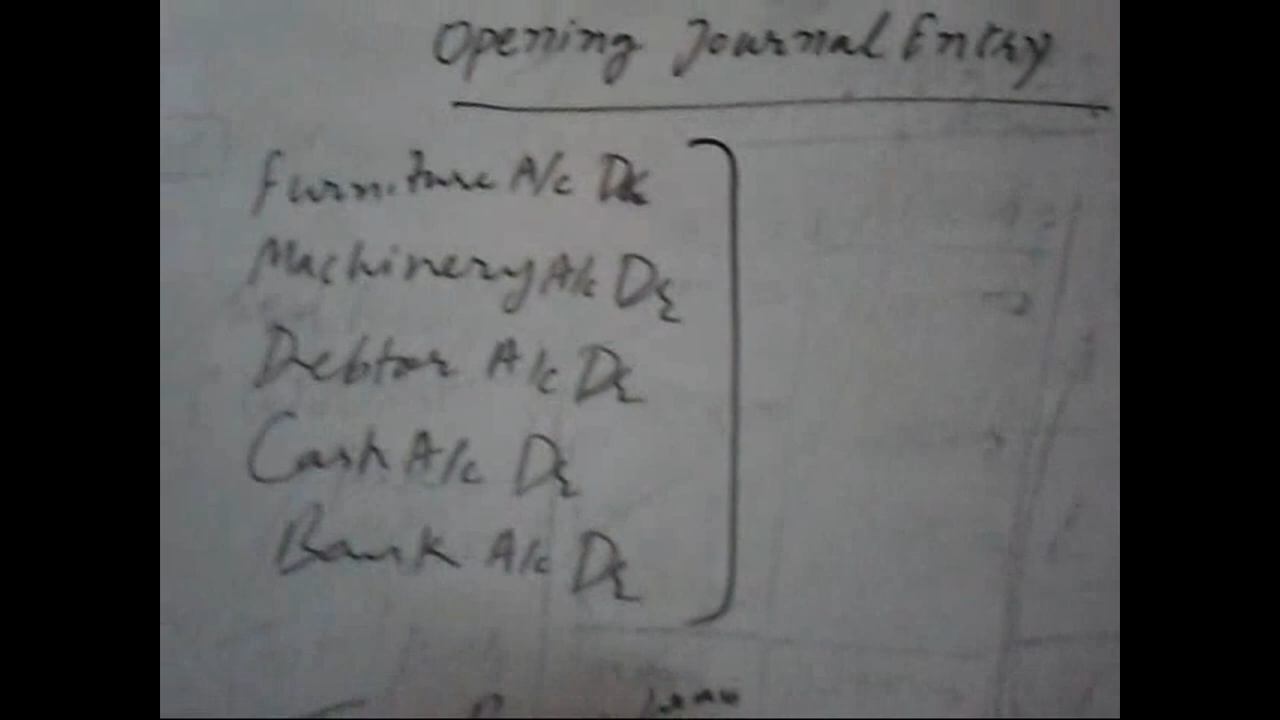 Opening Journal Entry
Furniture A/c Dr
Machinery A/c Dr
Debtor A/c Dr
Cash A/c Dr
Bank A/c Dr